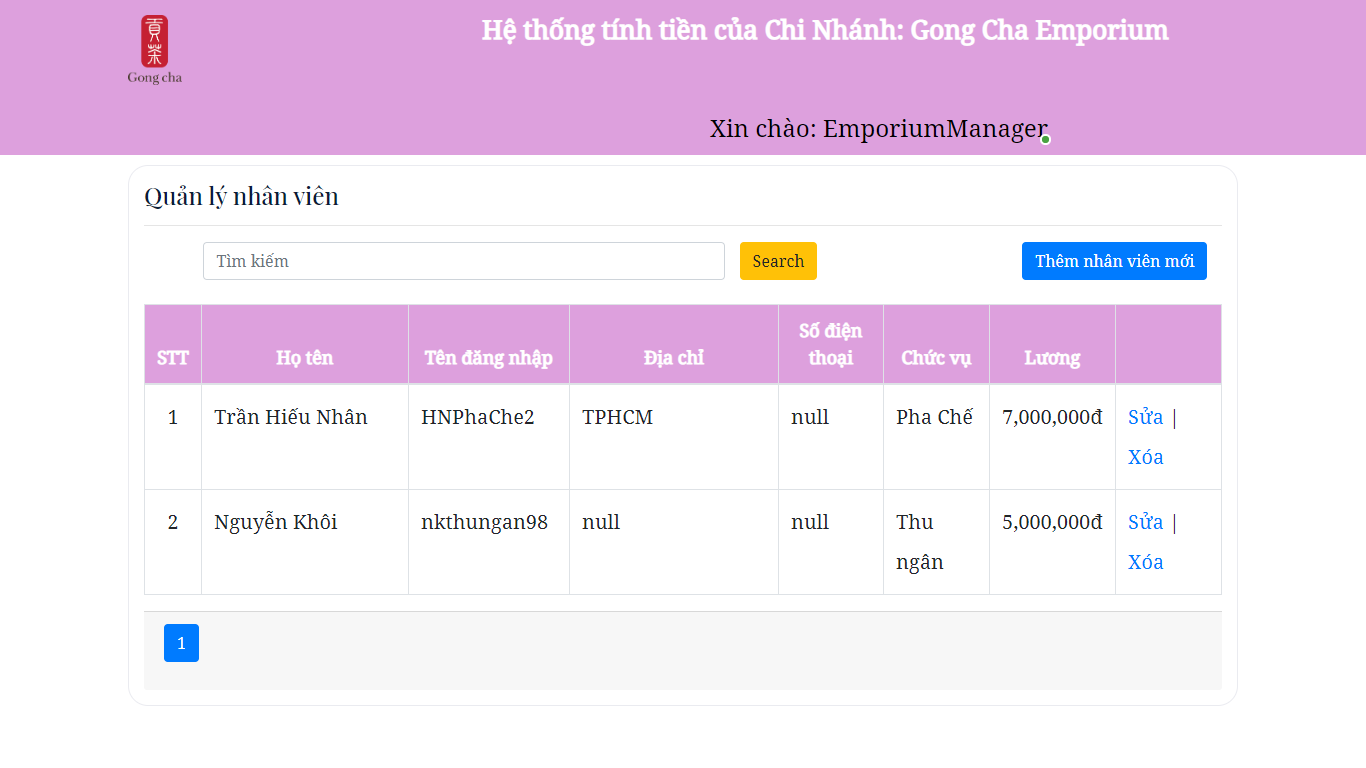 貢茶
Gong cha
Hệ thống tính tiền của Chi Nhánh: Gong Cha Emporium
Xin chào: EmporiumManager
Quản lý nhân viên
Tìm kiếm Search Thêm nhân viên mới
STT Họ tên Tên đăng nhập Địa chỉ Số điện thoại Chức vụ Lương
1 Trần Hiếu Nhân HNPhaChe2 TPHCM null Pha Chế 7,000,000đ Sửa | Xóa
2 Nguyễn Khôi nkthungan98 null null Thu ngân 5,000,000đ Sửa | Xóa
1